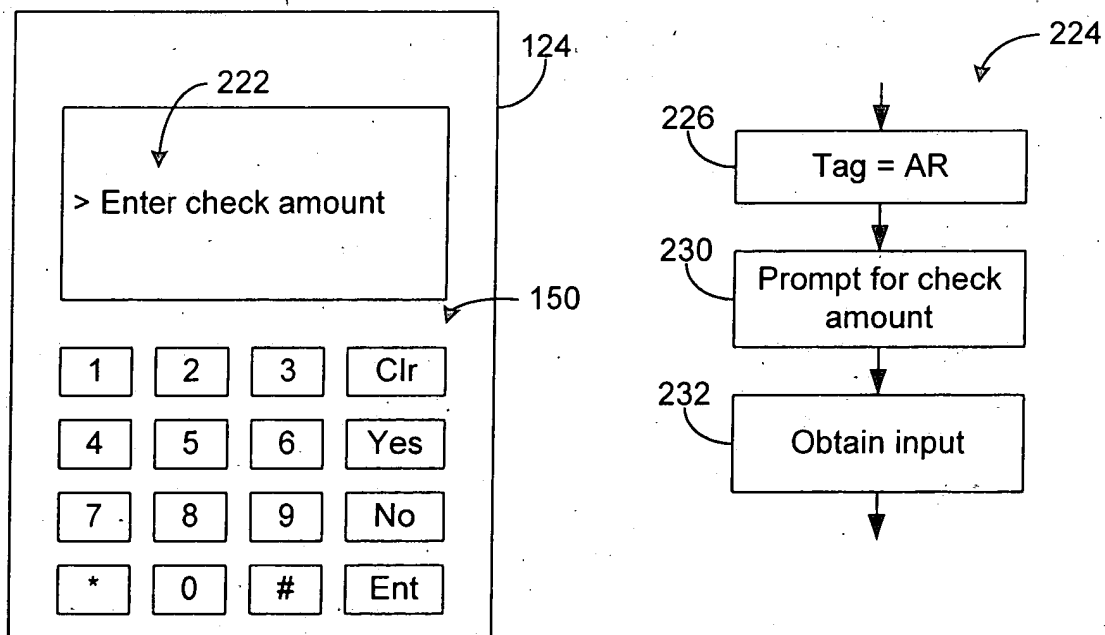 124
222
> Enter check amount
150
1 2 3 Clr
4 5 6 Yes
7 8 9 No
* 0 # Ent
224
226
Tag = AR
230
Prompt for check
amount
232
Obtain input